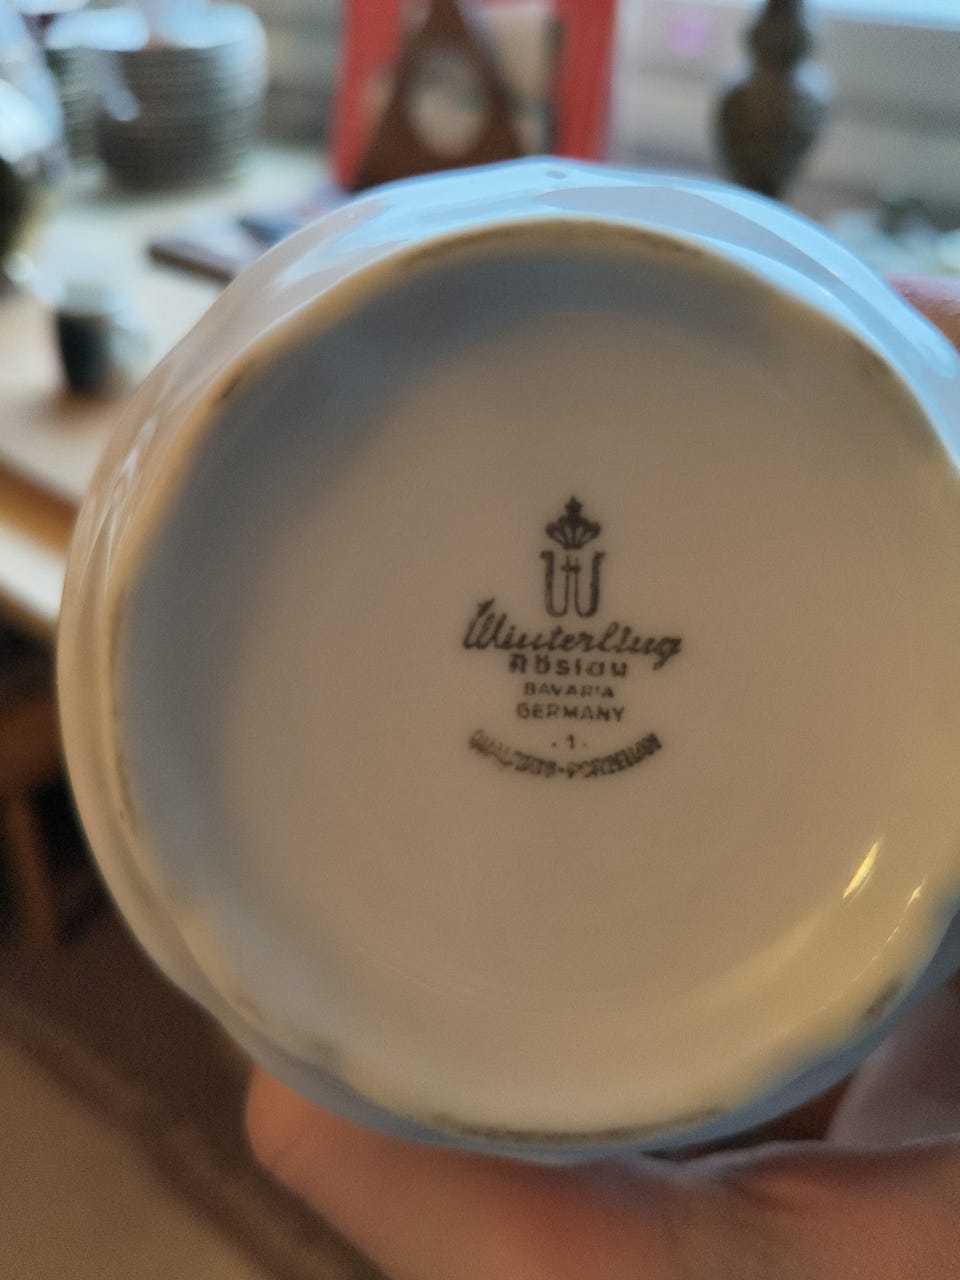 W
Winterling
Röslau
BAVARIA
GERMANY
· 1 ·
QUALITÄTS-PORZELLAN